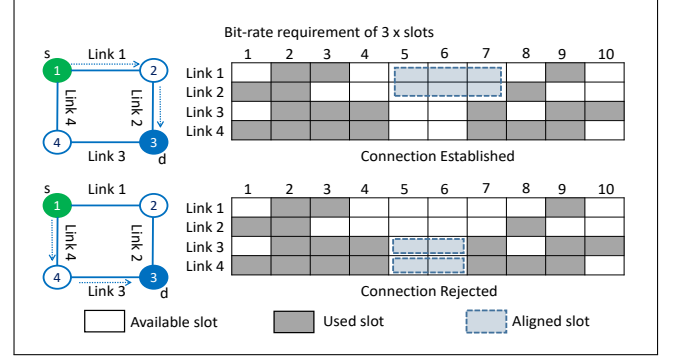 Bit-rate requirement of 3 x slots
s Link 1
1 2 3 4 5 6 7 8 9 10
1 2
Link 1
Link 2
Link 4 Link 2
Link 3
Link 4
4 3
Link 3 d
Connection Established
s Link 1
1 2 3 4 5 6 7 8 9 10
1 2
Link 1
Link 2
Link 4 Link 2
Link 3
Link 4
4 3
Link 3 d
Connection Rejected
Available slot Used slot Aligned slot